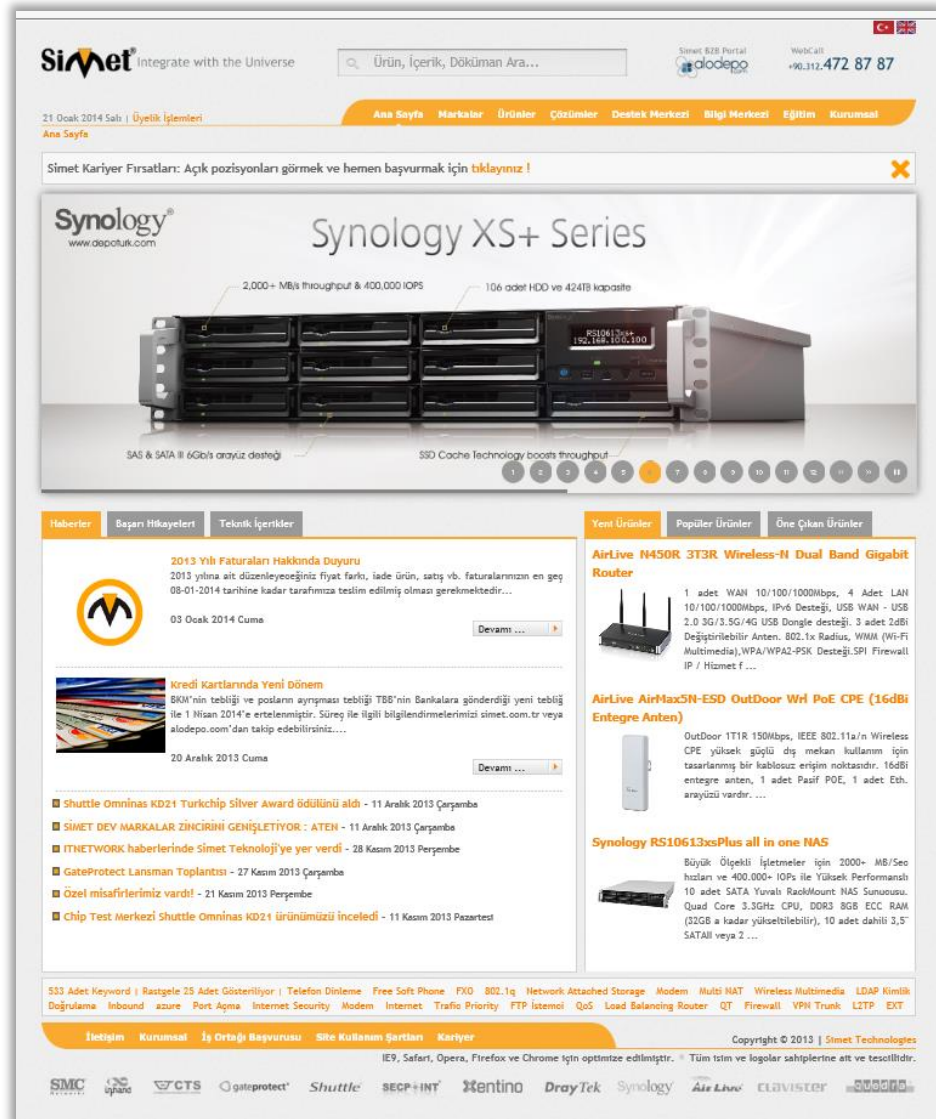 Simet® Integrate with the Universe
Ürün, İçerik, Döküman Ara...
Simet B2B Portal
alodepo.com
WebCall
+90.312.472 87 87
21 Ocak 2014 Salı | Üyelik İşlemleri
Ana Sayfa Markalar Ürünler Çözümler Destek Merkezi Bilgi Merkezi Eğitim Kurumsal
Ana Sayfa
Simet Kariyer Fırsatları: Açık pozisyonları görmek ve hemen başvurmak için tıklayınız !
Synology®
www.depoturk.com
Synology XS+ Series
2,000+ MB/s throughput & 400,000 IOPS
106 adet HDD ve 424TB kapasite
RS10613xs+
192.168.100.100
SAS & SATA III 6Gb/s arayüz desteği
SSD Cache Technology boosts throughput
1 2 3 4 5 6 7 8 9 10 11 12
Haberler Başarı Hikayeleri Teknik İçerikler
2013 Yılı Faturaları Hakkında Duyuru
2013 yılına ait düzenleyeceğiniz fiyat farkı, iade ürün, satış vb. faturalarınızın en geç
08-01-2014 tarihine kadar tarafımıza teslim edilmiş olması gerekmektedir...
03 Ocak 2014 Cuma
Devamı ...
Kredi Kartlarında Yeni Dönem
BKM'nin tebliği ve posların ayrışması tebliği TBB'nin Bankalara gönderdiği yeni tebliğ
ile 1 Nisan 2014'e ertelenmiştir. Süreç ile ilgili bilgilendirmelerimizi simet.com.tr veya
alodepo.com'dan takip edebilirsiniz....
20 Aralık 2013 Cuma
Devamı ...
Shuttle Omninas KD21 Turkchip Silver Award ödülünü aldı - 11 Aralık 2013 Çarşamba
SİMET DEV MARKALAR ZİNCİRİNİ GENİŞLETİYOR : ATEN - 11 Aralık 2013 Çarşamba
ITNETWORK haberlerinde Simet Teknoloji'ye yer verdi - 28 Kasım 2013 Perşembe
GateProtect Lansman Toplantısı - 27 Kasım 2013 Çarşamba
Özel misafirlerimiz vardı! - 21 Kasım 2013 Perşembe
Chip Test Merkezi Shuttle Omninas KD21 ürünümüzü inceledi - 11 Kasım 2013 Pazartesi
Yeni Ürünler Popüler Ürünler Öne Çıkan Ürünler
AirLive N450R 3T3R Wireless-N Dual Band Gigabit
Router
1 adet WAN 10/100/1000Mbps, 4 Adet LAN
10/100/1000Mbps, IPv6 Desteği, USB WAN - USB
2.0 3G/3.5G/4G USB Dongle desteği. 3 adet 2dBi
Değiştirilebilir Anten. 802.1x Radius, WMM (Wi-Fi
Multimedia),WPA/WPA2-PSK Desteği.SPI Firewall
IP / Hizmet f ...
AirLive AirMax5N-ESD OutDoor Wrl PoE CPE (16dBi
Entegre Anten)
OutDoor 1T1R 150Mbps, IEEE 802.11a/n Wireless
CPE yüksek güçlü dış mekan kullanım için
tasarlanmış bir kablosuz erişim noktasıdır. 16dBi
entegre anten, 1 adet Pasif POE, 1 adet Eth.
arayüzü vardır. ...
Synology RS10613xsPlus all in one NAS
Büyük Ölçekli İşletmeler için 2000+ MB/Sec
hızları ve 400.000+ IOPs ile Yüksek Performanslı
10 adet SATA Yuvalı RackMount NAS Sunucusu.
Quad Core 3.3GHz CPU, DDR3 8GB ECC RAM
(32GB a kadar yükseltilebilir), 10 adet dahili 3,5"
SATAII veya 2 ...
533 Adet Keyword | Rastgele 25 Adet Gösteriliyor | Telefon Dinleme Free Soft Phone FXO 802.1q Network Attached Storage Modem Multi NAT Wireless Multimedia LDAP Kimlik
Doğrulama Inbound azure Port Açma Internet Security Modem Internet Trafic Priority FTP İstemci QoS Load Balancing Router QT Firewall VPN Trunk L2TP EXT
İletişim Kurumsal İş Ortağı Başvurusu Site Kullanım Şartları Kariyer
Copyright © 2013 | Simet Technologies
IE9, Safari, Opera, Firefox ve Chrome için optimize edilmiştir. Tüm isim ve logolar sahiplerine ait ve tescillidir.
SMC Networks uphand CTS gateprotect Shuttle SECPOINT Xentino DrayTek Synology Air Live clavister quadra